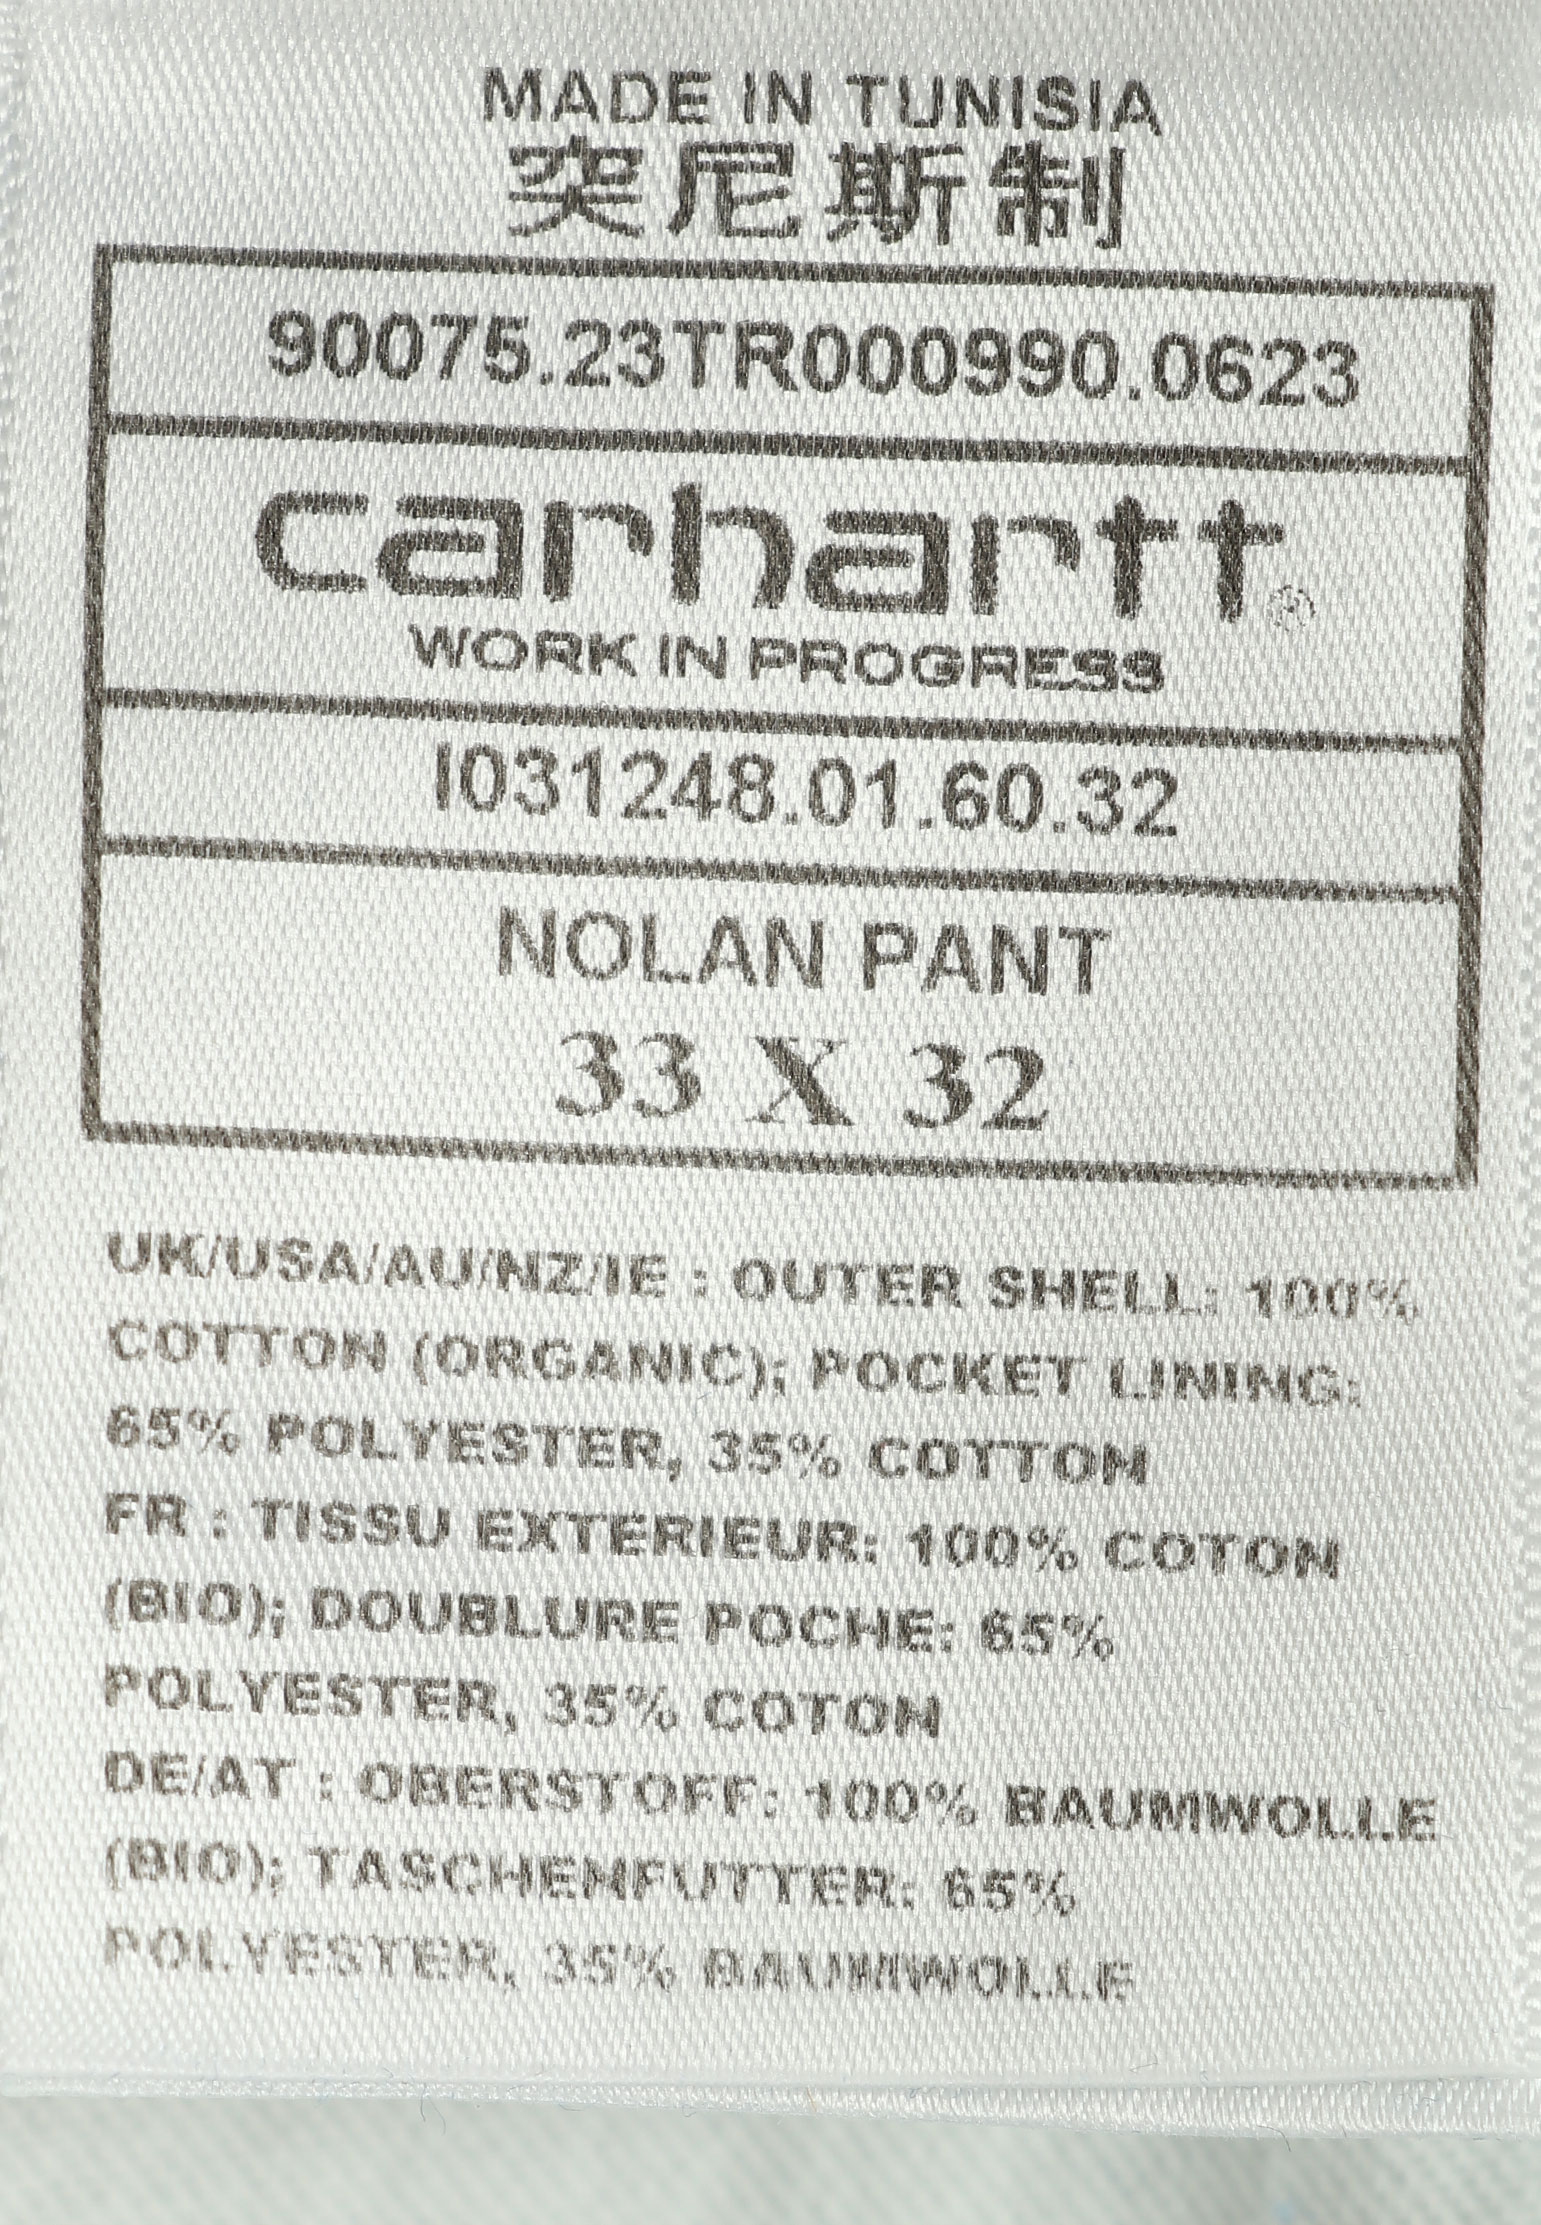 MADE IN TUNISIA
突尼斯制
90075.23TR000990.0623
carhartt®
WORK IN PROGRESS
I031248.01.60.32
NOLAN PANT
33 X 32
UK/USA/AU/NZ/IE : OUTER SHELL: 100%
COTTON (ORGANIC); POCKET LINING:
65% POLYESTER, 35% COTTON
FR : TISSU EXTERIEUR: 100% COTON
(BIO); DOUBLURE POCHE: 65%
POLYESTER, 35% COTON
DE/AT : OBERSTOFF: 100% BAUMWOLLE
(BIO); TASCHENFUTTER: 65%
POLYESTER, 35% BAUMWOLLE